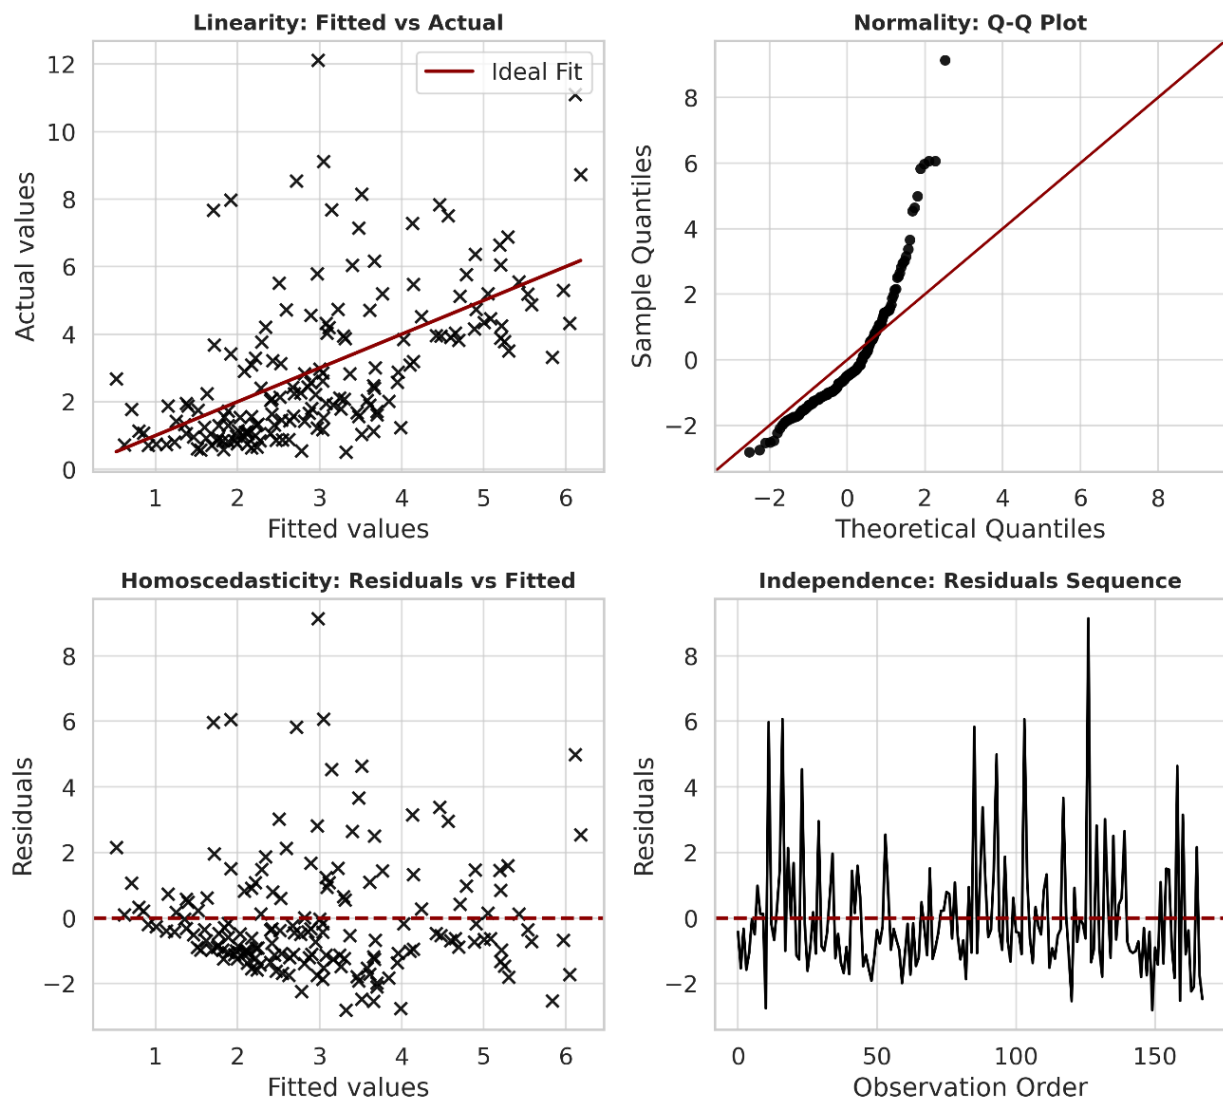 Linearity: Fitted vs Actual
Actual values
12
10
8
6
4
2
0
Ideal Fit
1 2 3 4 5 6
Fitted values
Normality: Q-Q Plot
Sample Quantiles
8
6
4
2
0
−2
−2 0 2 4 6 8
Theoretical Quantiles
Homoscedasticity: Residuals vs Fitted
Residuals
8
6
4
2
0
−2
1 2 3 4 5 6
Fitted values
Independence: Residuals Sequence
Residuals
8
6
4
2
0
−2
0 50 100 150
Observation Order